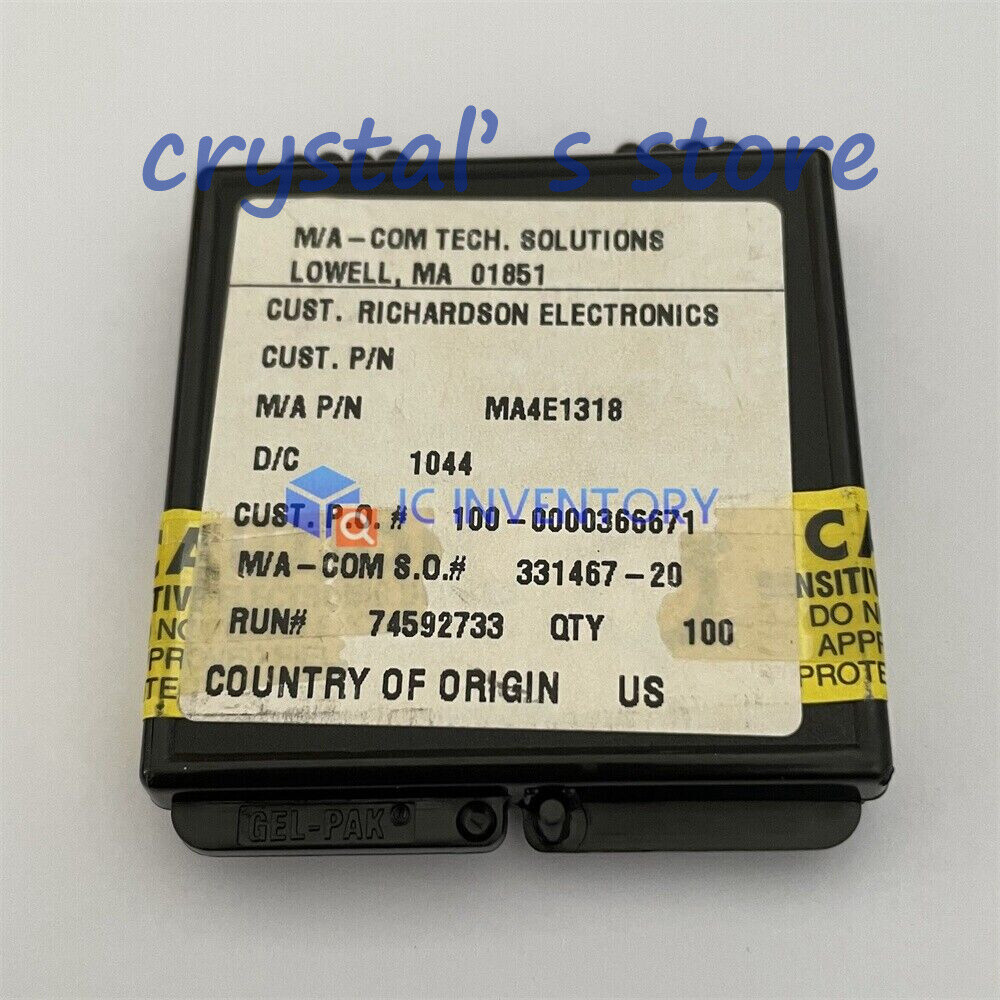 crystal's store
M/A-COM TECH. SOLUTIONS
LOWELL, MA 01851
CUST. RICHARDSON ELECTRONICS
CUST. P/N
M/A P/N MA4E1318
D/C 1044
JC INVENTORY
CUST. P.O. # 100-0000366671
M/A-COM S.O.# 331467-20
RUN# 74592733 QTY 100
COUNTRY OF ORIGIN US
CA
NSITIV
DO N
APPR
PROTE
GEL-PAK®